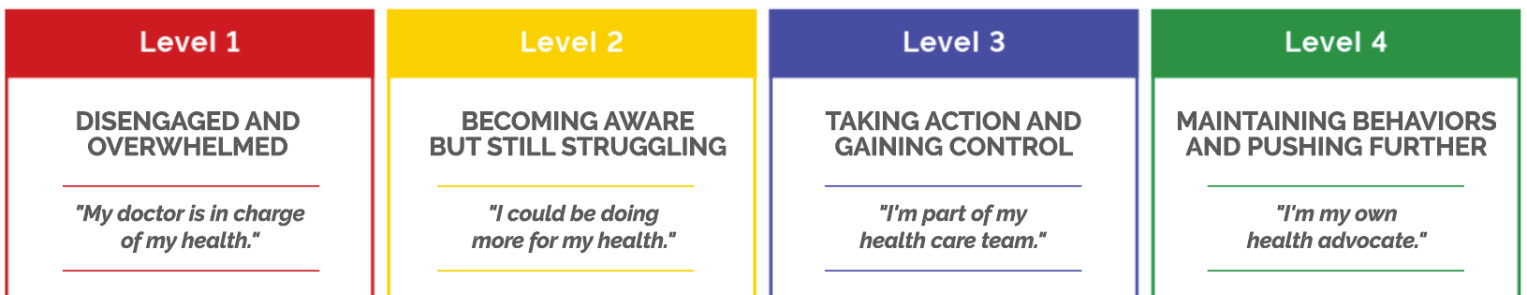 Level 1
DISENGAGED AND
OVERWHELMED
"My doctor is in charge
of my health."
Level 2
BECOMING AWARE
BUT STILL STRUGGLING
"I could be doing
more for my health."
Level 3
TAKING ACTION AND
GAINING CONTROL
"I'm part of my
health care team."
Level 4
MAINTAINING BEHAVIORS
AND PUSHING FURTHER
"I'm my own
health advocate."